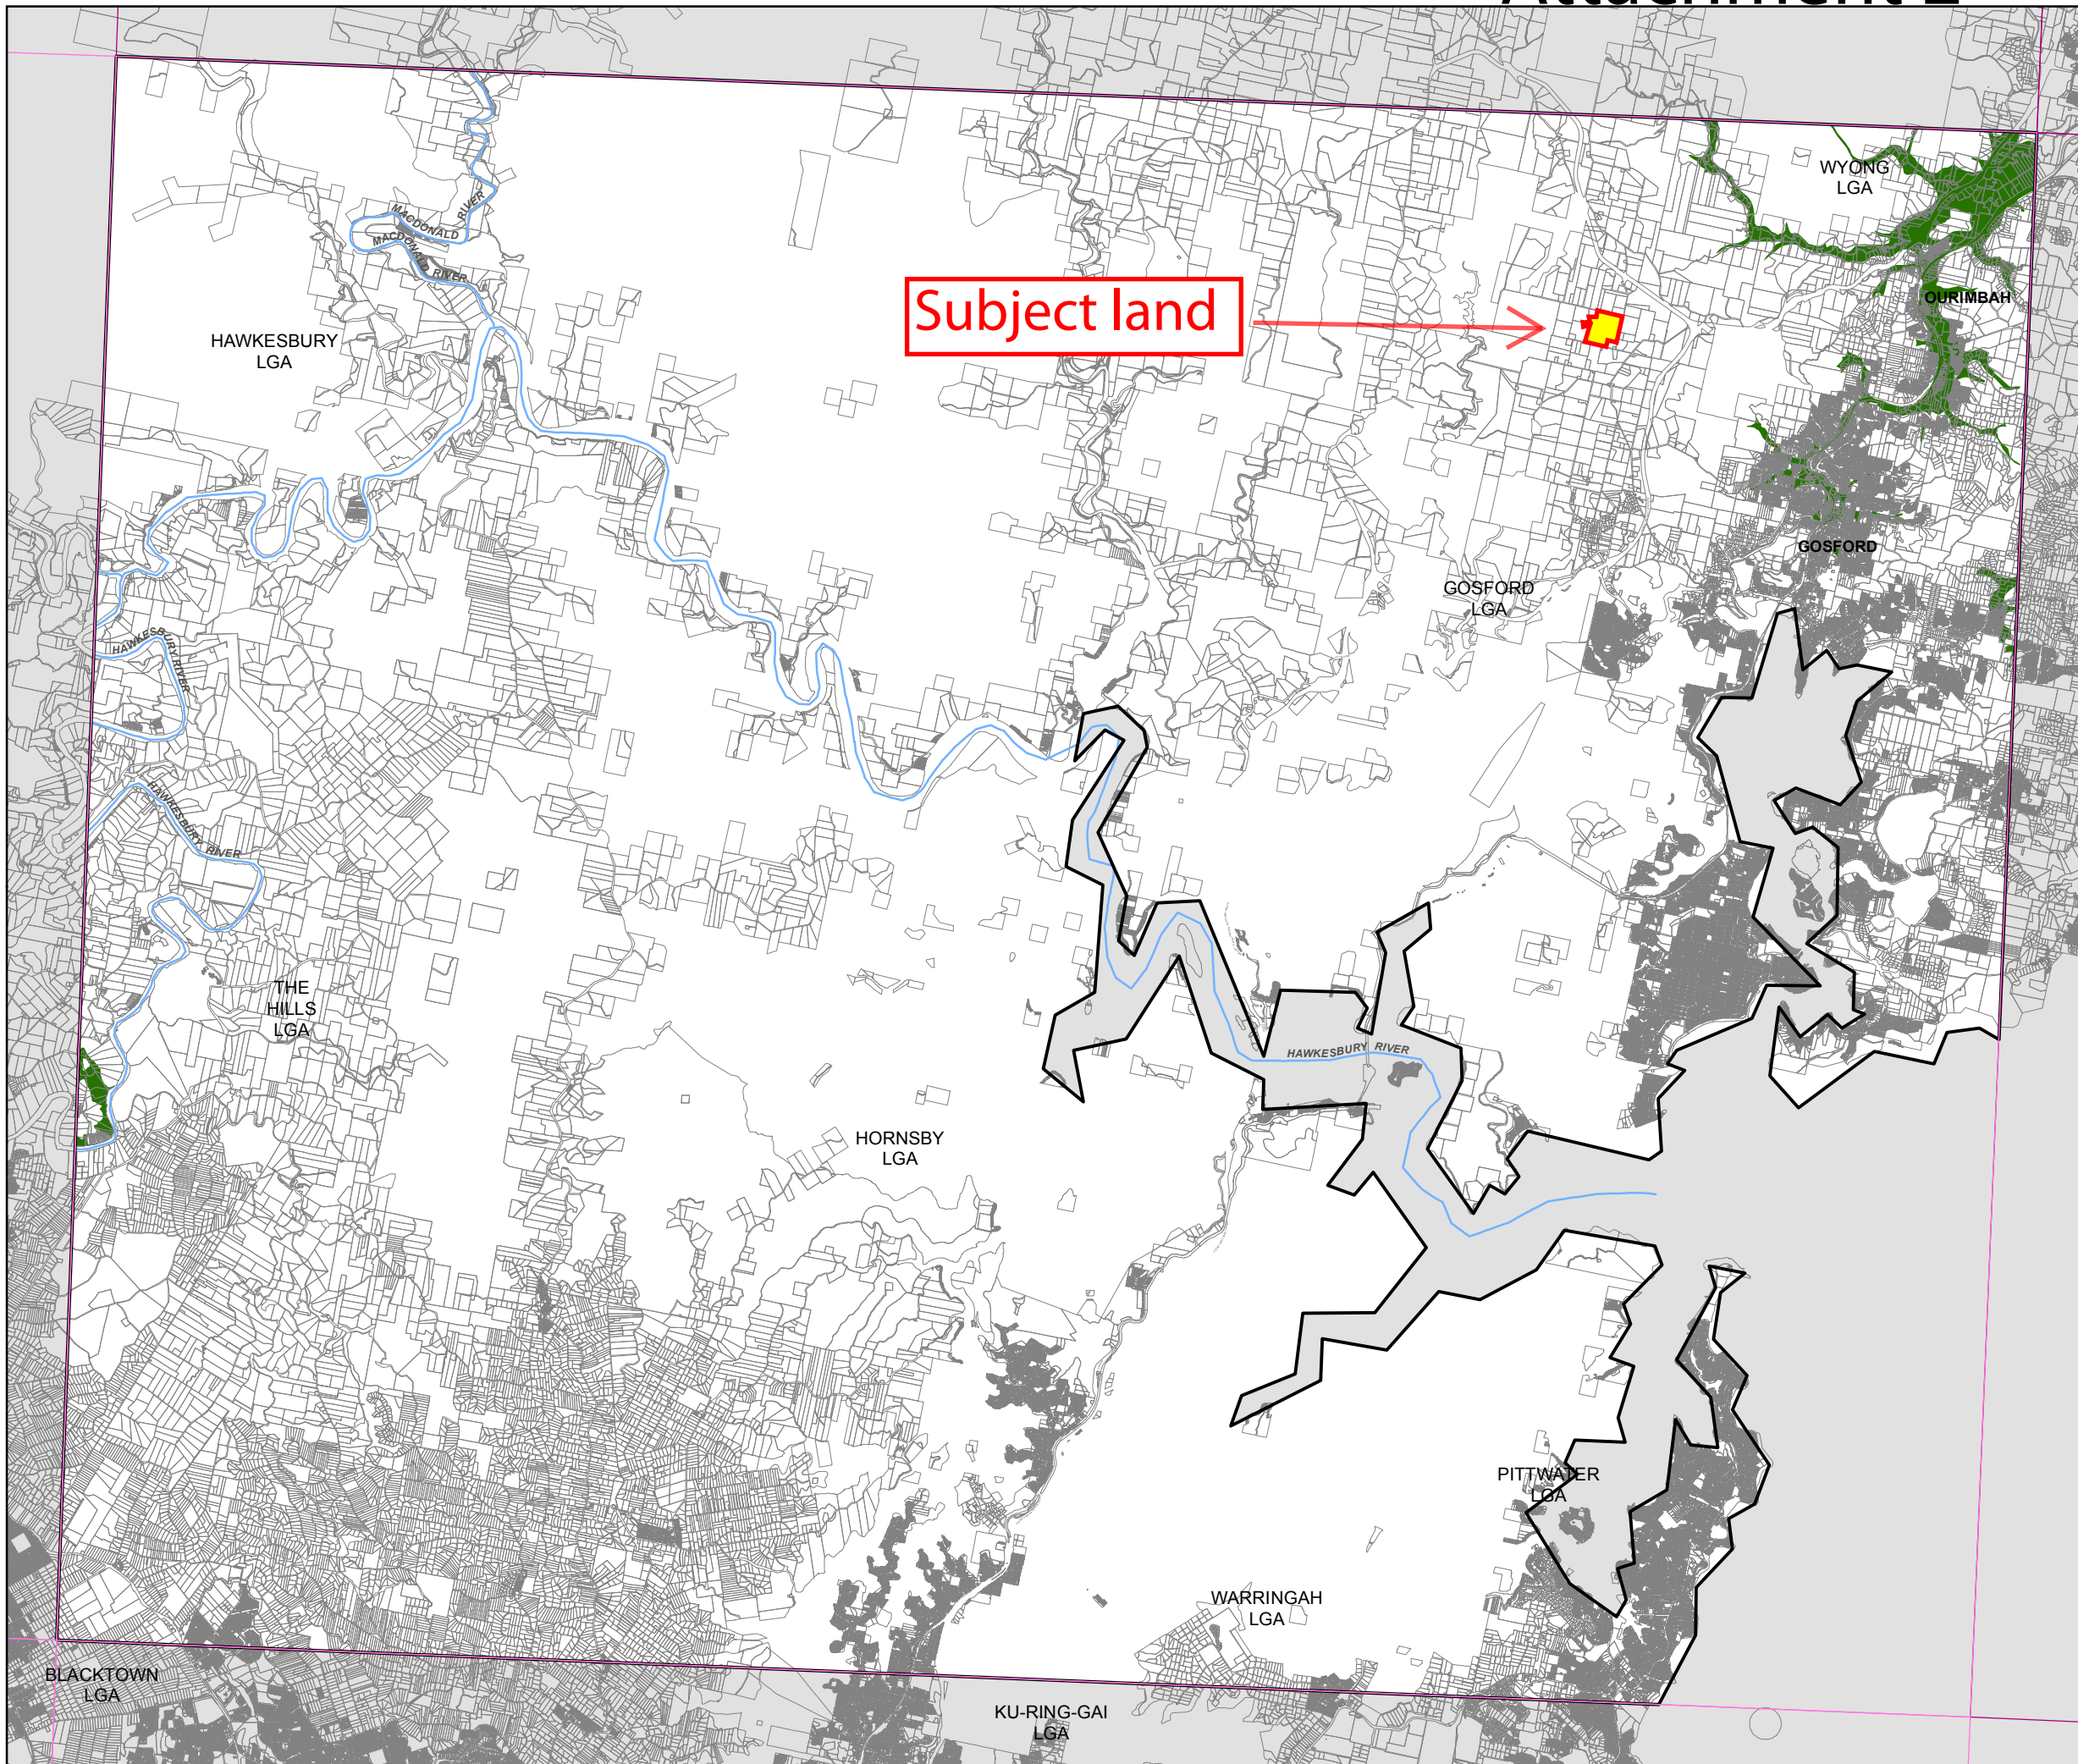 WYONG
LGA
MACDONALD
RIVER
MACDONALD
RIVER
Subject land
OURIMBAH
HAWKESBURY
LGA
GOSFORD
GOSFORD
LGA
HAWKESBURY RIVER
HAWKESBURY RIVER
THE
HILLS
LGA
HAWKESBURY RIVER
HORNSBY
LGA
PITTWATER
LGA
WARRINGAH
LGA
BLACKTOWN
LGA
KU-RING-GAI
LGA